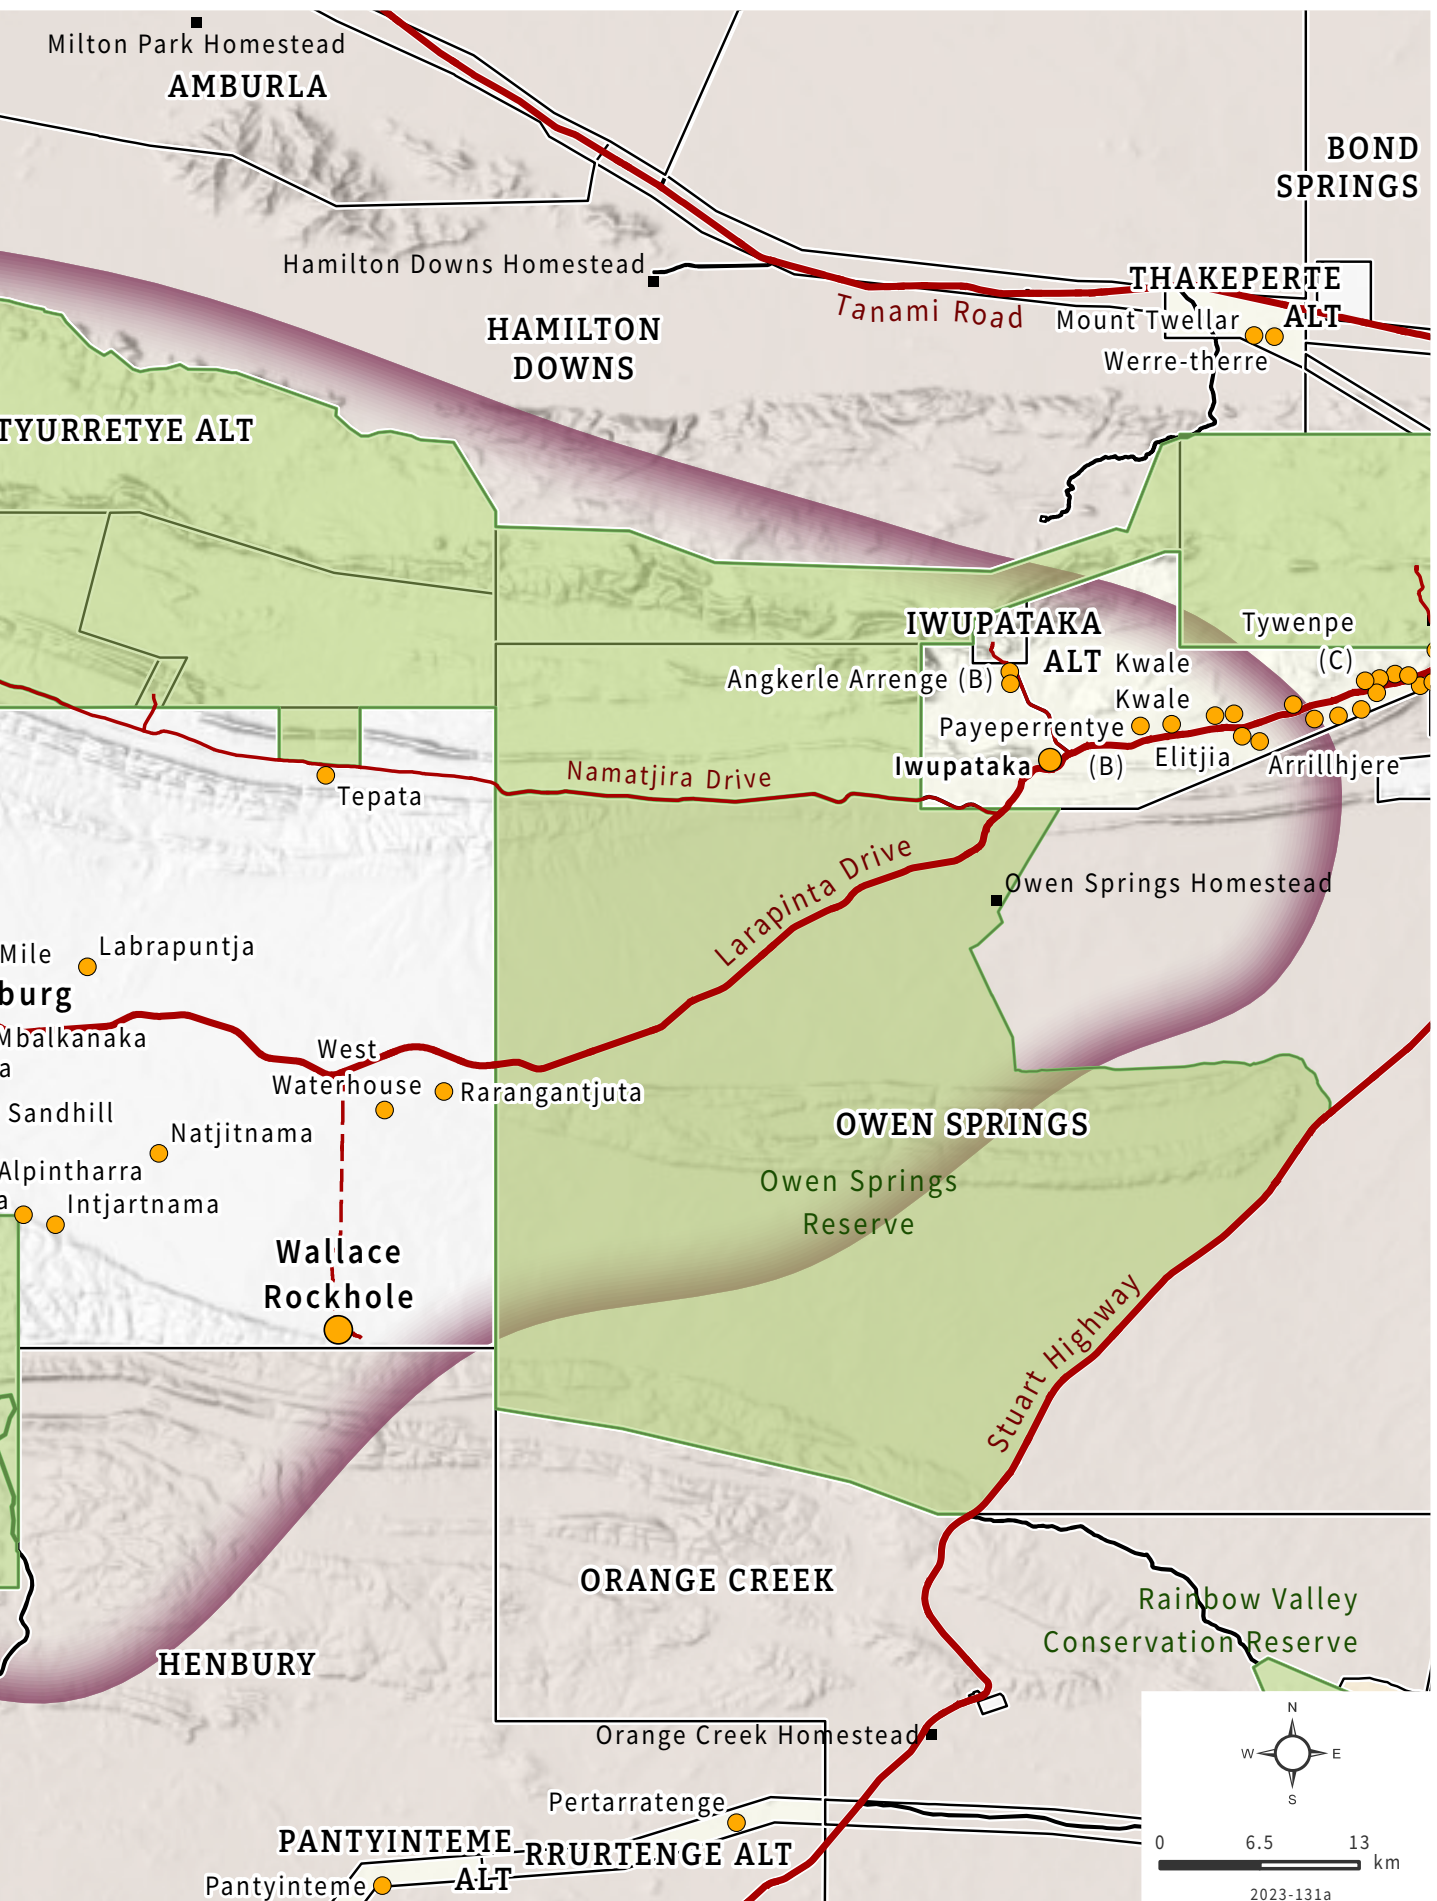 Milton Park Homestead
AMBURLA
BOND
SPRINGS
Hamilton Downs Homestead
THAKEPERTE
ALT
Tanami Road
Mount Twellar
HAMILTON
DOWNS
Werre-therre
TYURRETYE ALT
IWUPATAKA
ALT
Tywenpe
(C)
Kwale
Angkerle Arrenge (B)
Kwale
Payeperrentye
(B)
Iwupataka
Elitjia
Arrillhjere
Namatjira Drive
Tepata
Larapinta Drive
Owen Springs Homestead
Mile
Labrapuntja
burg
Mbalkanaka
a
West
Waterhouse
Rarangantjuta
Sandhill
Natjitnama
OWEN SPRINGS
Alpintharra
a
Intjartnama
Owen Springs
Reserve
Wallace
Rockhole
Stuart Highway
ORANGE CREEK
Rainbow Valley
Conservation Reserve
HENBURY
Orange Creek Homestead
N
W
E
S
Pertarratenge
PANTYINTEME
ALT
RRURTENGE ALT
Pantyinteme
0 6.5 13
km
2023-131a